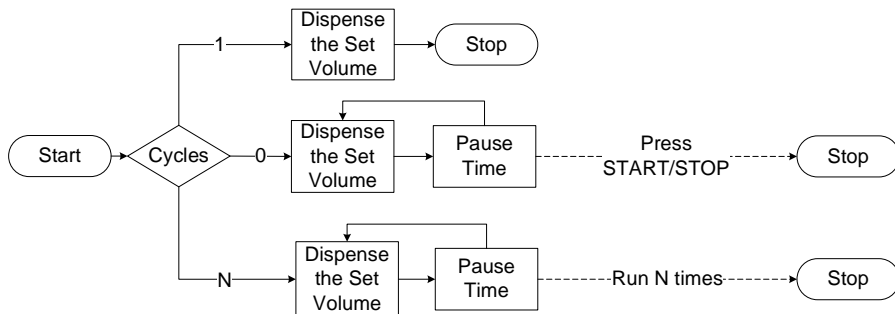 1
Dispense
the Set
Volume
Stop
Start
Cycles
0
Dispense
the Set
Volume
Pause
Time
Press
START/STOP
Stop
N
Dispense
the Set
Volume
Pause
Time
Run N times
Stop